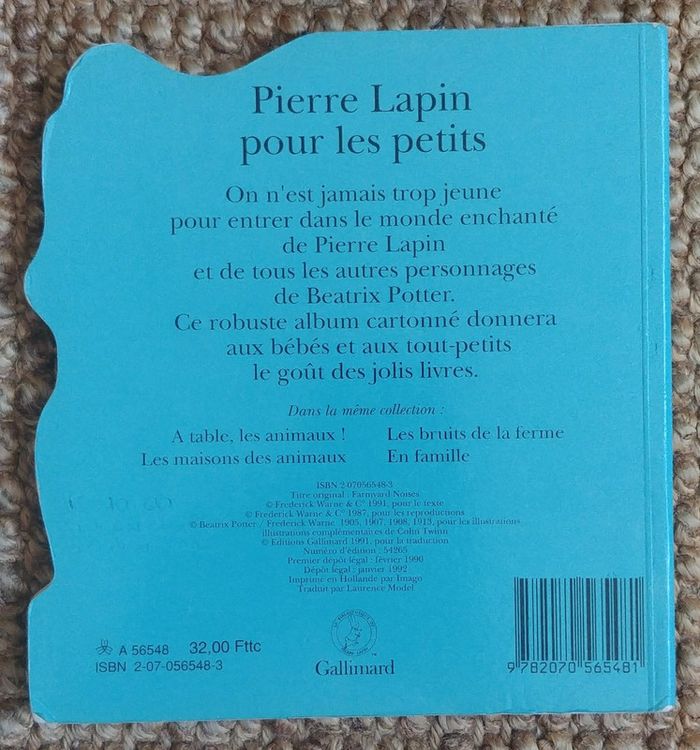 Pierre Lapin
pour les petits
On n'est jamais trop jeune
pour entrer dans le monde enchanté
de Pierre Lapin
et de tous les autres personnages
de Beatrix Potter.
Ce robuste album cartonné donnera
aux bébés et aux tout-petits
le goût des jolis livres.
Dans la même collection :
A table, les animaux ! Les bruits de la ferme
Les maisons des animaux En famille
ISBN 2-07056548-3
Titre original : Farmyard Noises
© Frederick Warne & Cº 1991, pour le texte
© Frederick Warne & Cº 1987, pour les reproductions
© Beatrix Potter / Frederick Warne, 1905, 1907, 1908, 1913, pour les illustrations
illustrations complémentaires de Colin Twinn
© Editions Gallimard 1991, pour la traduction
Numéro d'édition : 54265
Premier dépôt légal : février 1990
Dépôt légal : janvier 1992
Imprimé en Hollande par Imago
Traduit par Laurence Model
A 56548 32,00 Fttc
ISBN 2-07-056548-3
Gallimard
9 782070 565481